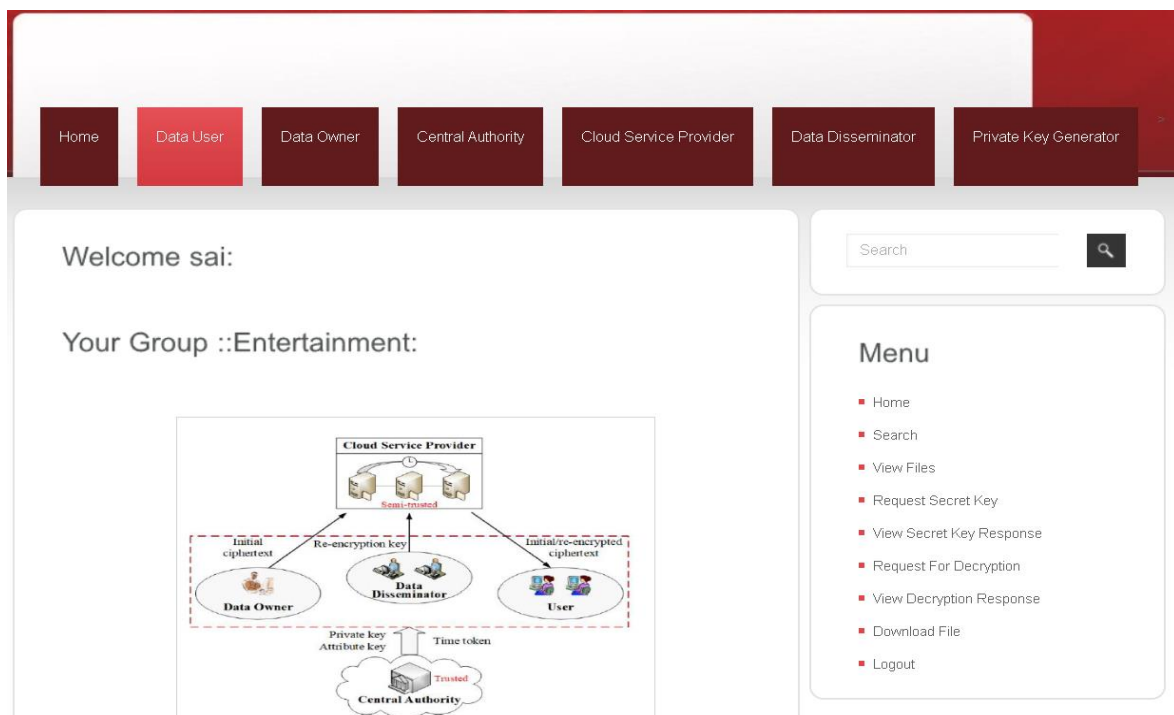 Home
Data User
Data Owner
Central Authority
Cloud Service Provider
Data Disseminator
Private Key Generator
>
Welcome sai:
Your Group ::Entertainment:
Cloud Service Provider
Semi-trusted
Initial
ciphertext
Re-encryption key
Initial/re-encrypted
ciphertext
Data Owner
Data
Disseminator
User
Private key
Attribute key
Time token
Trusted
Central Authority
Search
Menu
Home
Search
View Files
Request Secret Key
View Secret Key Response
Request For Decryption
View Decryption Response
Download File
Logout